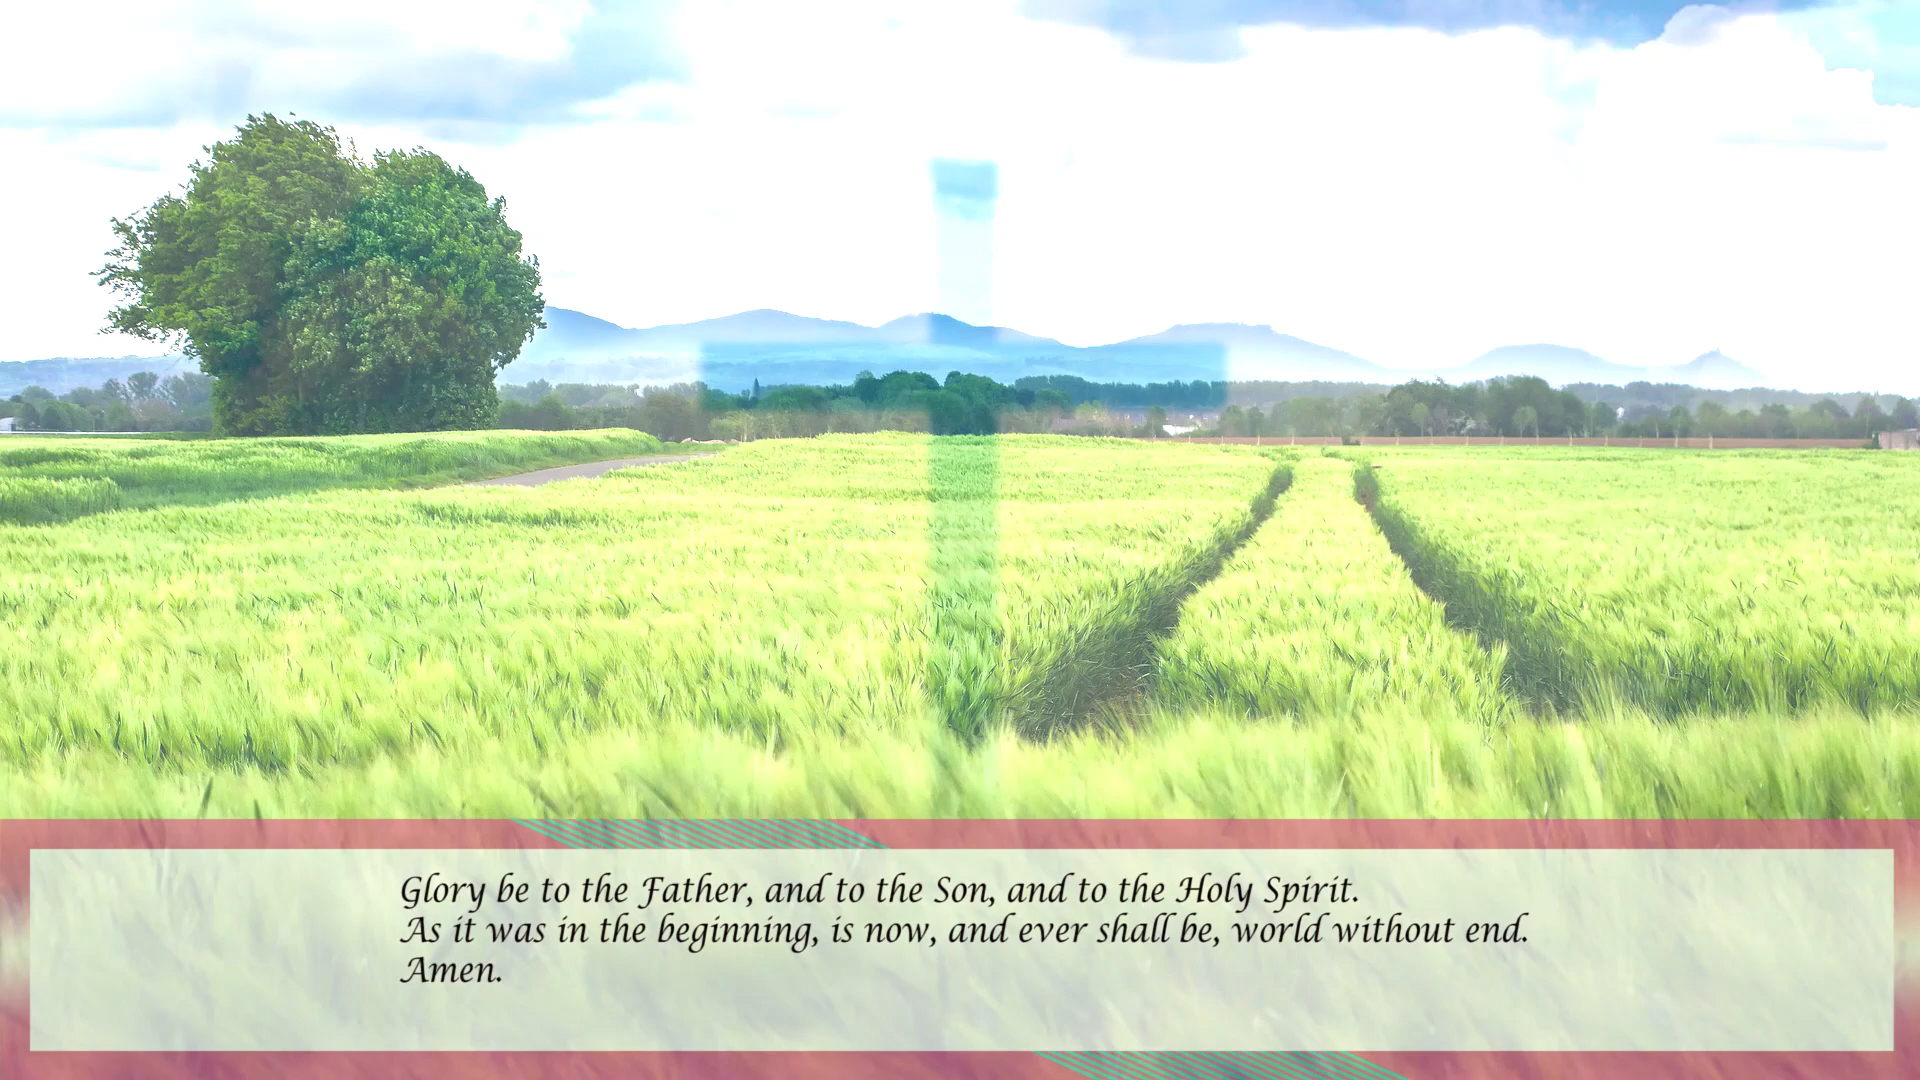 Glory be to the Father, and to the Son, and to the Holy Spirit.
As it was in the beginning, is now, and ever shall be, world without end.
Amen.